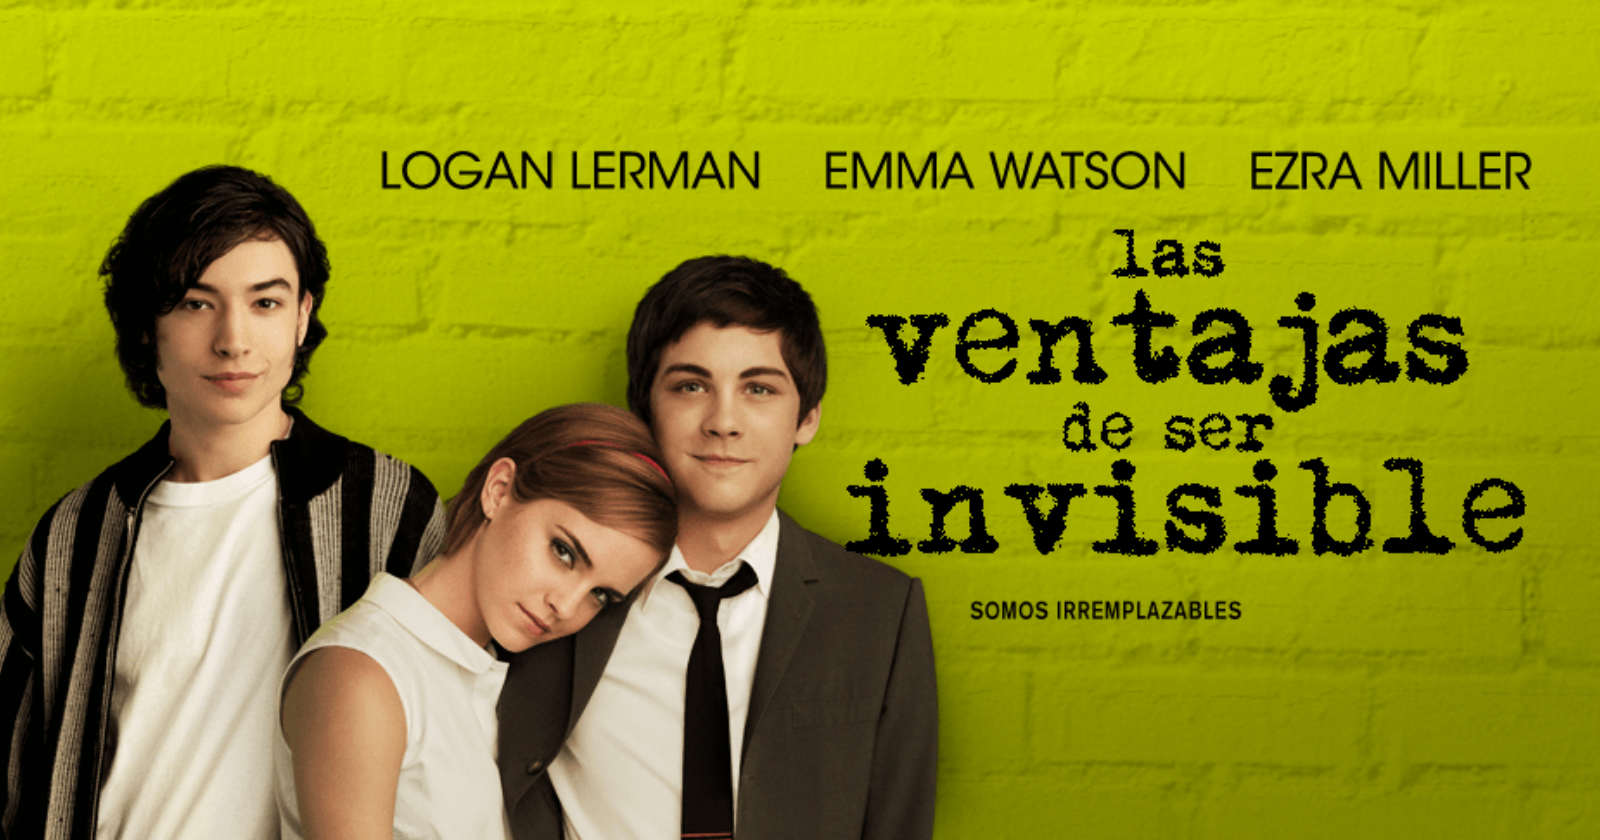 LOGAN LERMAN EMMA WATSON EZRA MILLER
las
ventajas
de ser
invisible
SOMOS IRREMPLAZABLES